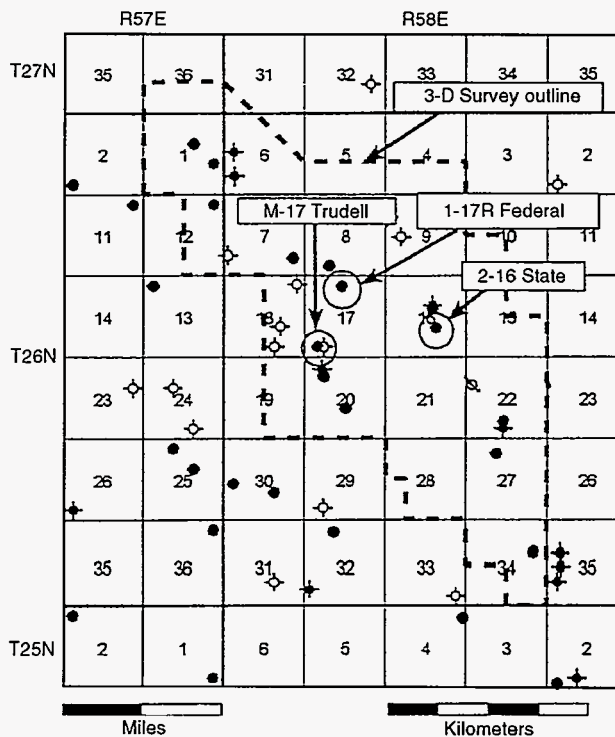 R57E R58E
T27N 35 36 31 32 33 34 35
3-D Survey outline
2 1 6 5 4 3 2
M-17 Trudell 1-17R Federal
11 12 7 8 9 10 11
2-16 State
14 13 18 17 16 15 14
T26N
23 24 19 20 21 22 23
26 25 30 29 28 27 26
35 36 31 32 33 34 35
T25N 2 1 6 5 4 3 2
Miles Kilometers